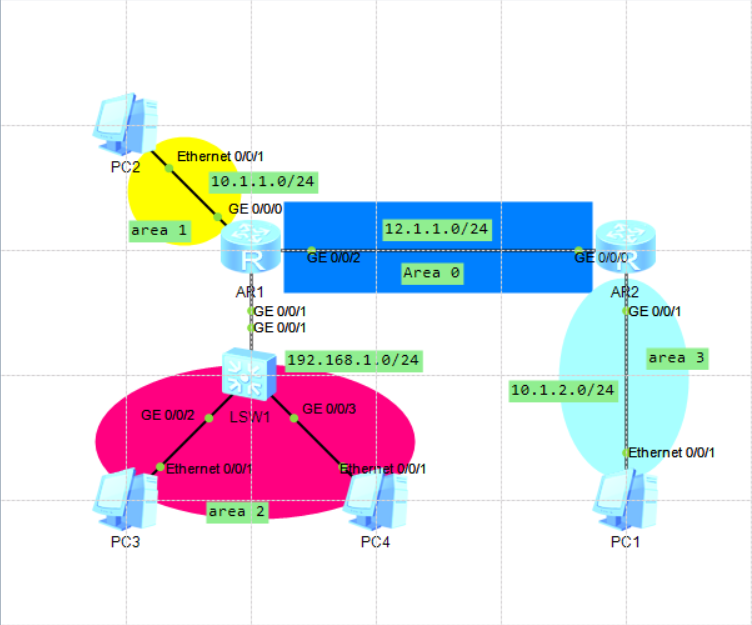 PC2
Ethernet 0/0/1
10.1.1.0/24
GE 0/0/0
area 1
12.1.1.0/24
GE 0/0/2
GE 0/0/0
Area 0
R
R
AR1
AR2
GE 0/0/1
GE 0/0/1
GE 0/0/1
192.168.1.0/24
area 3
10.1.2.0/24
GE 0/0/2
LSW1
GE 0/0/3
Ethernet 0/0/1
Ethernet 0/0/1
Ethernet 0/0/1
area 2
PC3
PC4
PC1